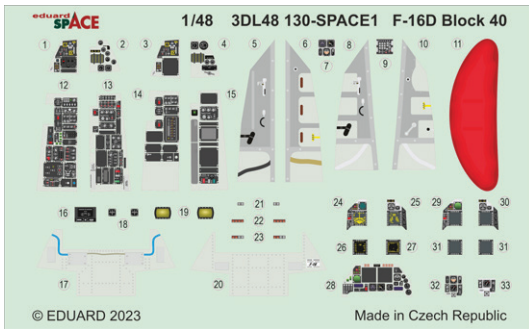 eduard
SPACE
1/48 3DL48 130-SPACE1 F-16D Block 40
1 2 3 4 5 6 7 8 9 10 11
12 13 14 15
16 18 19 21 22 23
24 25 29 30
26 27 31 31
17 20 28 32 33
© EDUARD 2023 Made in Czech Republic